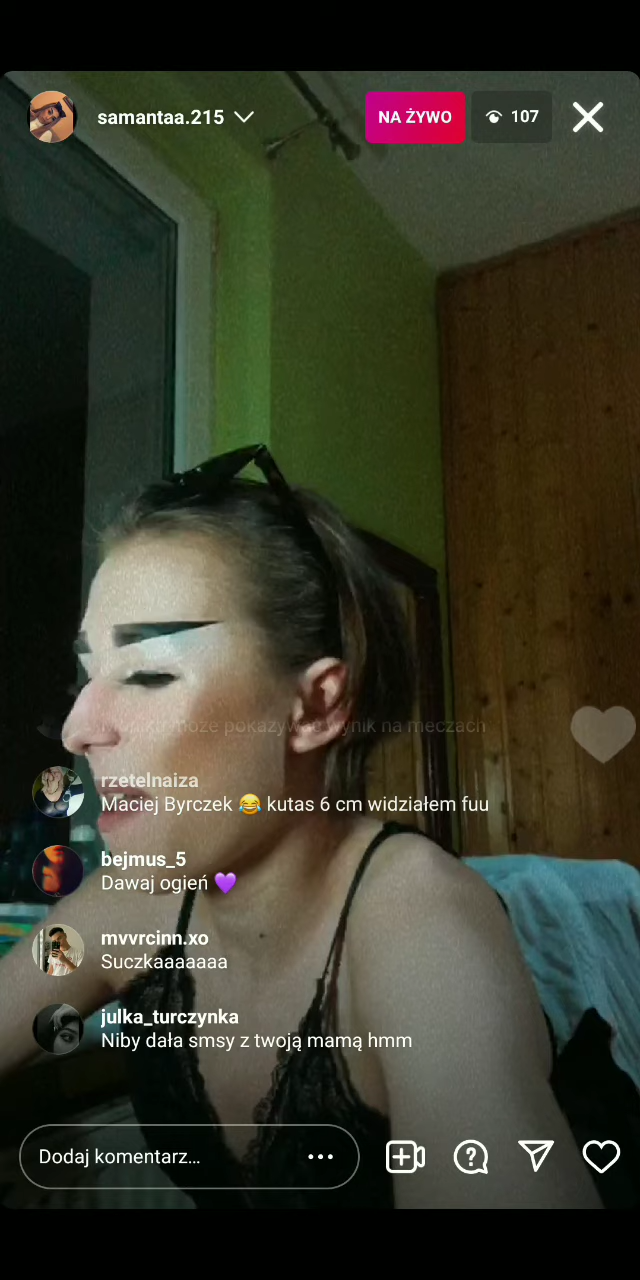 samantaa.215
NA ŻYWO
107
może pokazywać wynik na meczach
rzetelnaiza
Maciej Byrczek 😂 kutas 6 cm widziałem fuu
bejmus_5
Dawaj ogień 💜
mvvrcinn.xo
Suczkaaaaaaa
julka_turczynka
Niby dała smsy z twoją mamą hmm
Dodaj komentarz...